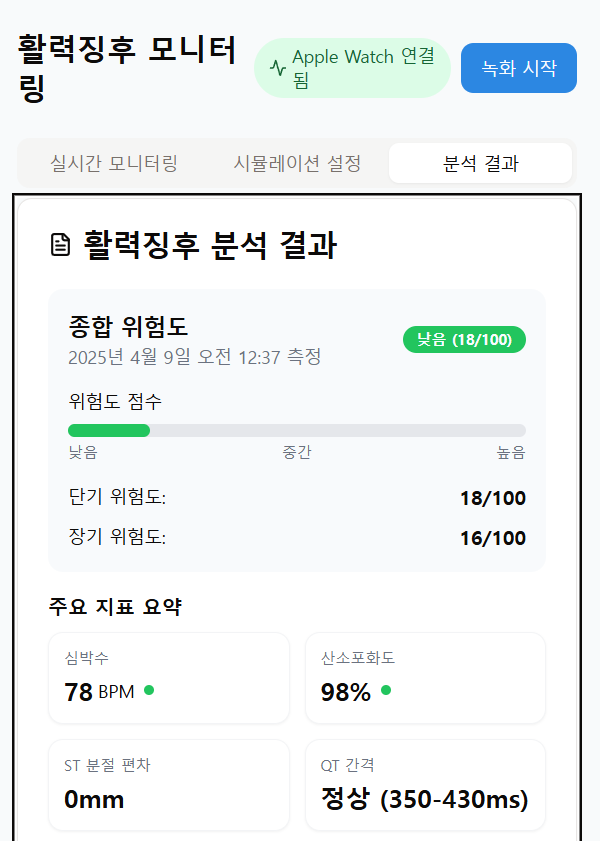 활력징후 모니터
링
Apple Watch 연결
됨
녹화 시작
실시간 모니터링
시뮬레이션 설정
분석 결과
활력징후 분석 결과
종합 위험도
2025년 4월 9일 오전 12:37 측정
낮음 (18/100)
위험도 점수
낮음
중간
높음
단기 위험도:
18/100
장기 위험도:
16/100
주요 지표 요약
심박수
78 BPM
산소포화도
98%
ST 분절 편차
0mm
QT 간격
정상 (350-430ms)